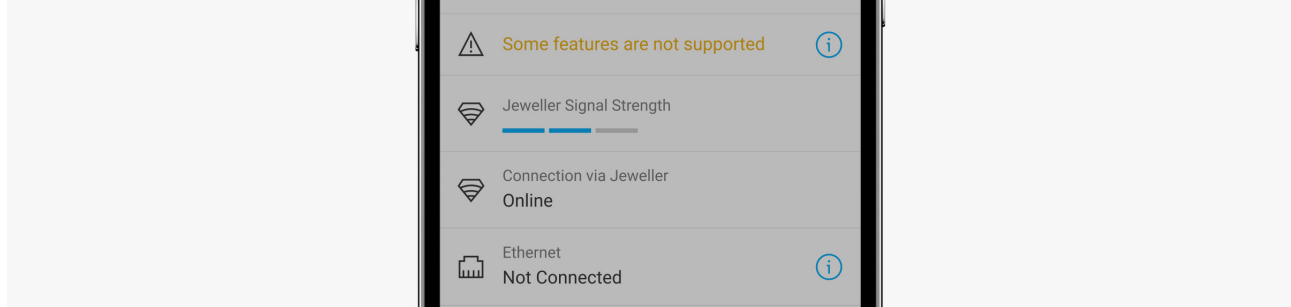 Some features are not supported
Jeweller Signal Strength
Connection via Jeweller
Online
Ethernet
Not Connected